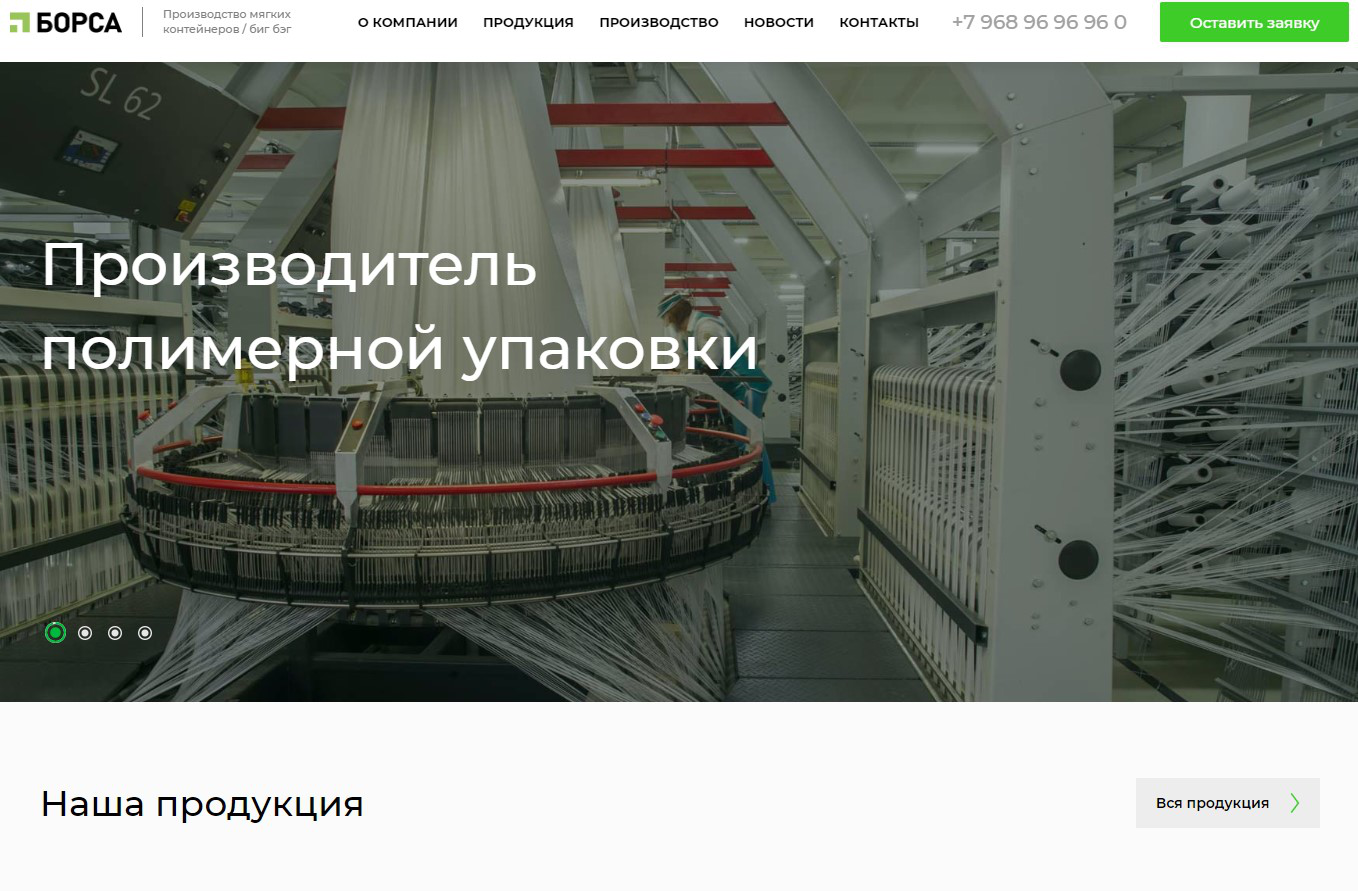 БОРСА
Производство мягких
контейнеров / биг бэг
О КОМПАНИИ
ПРОДУКЦИЯ
ПРОИЗВОДСТВО
НОВОСТИ
КОНТАКТЫ
+7 968 96 96 96 0
Оставить заявку
SL 62
Производитель
полимерной упаковки
Наша продукция
Вся продукция